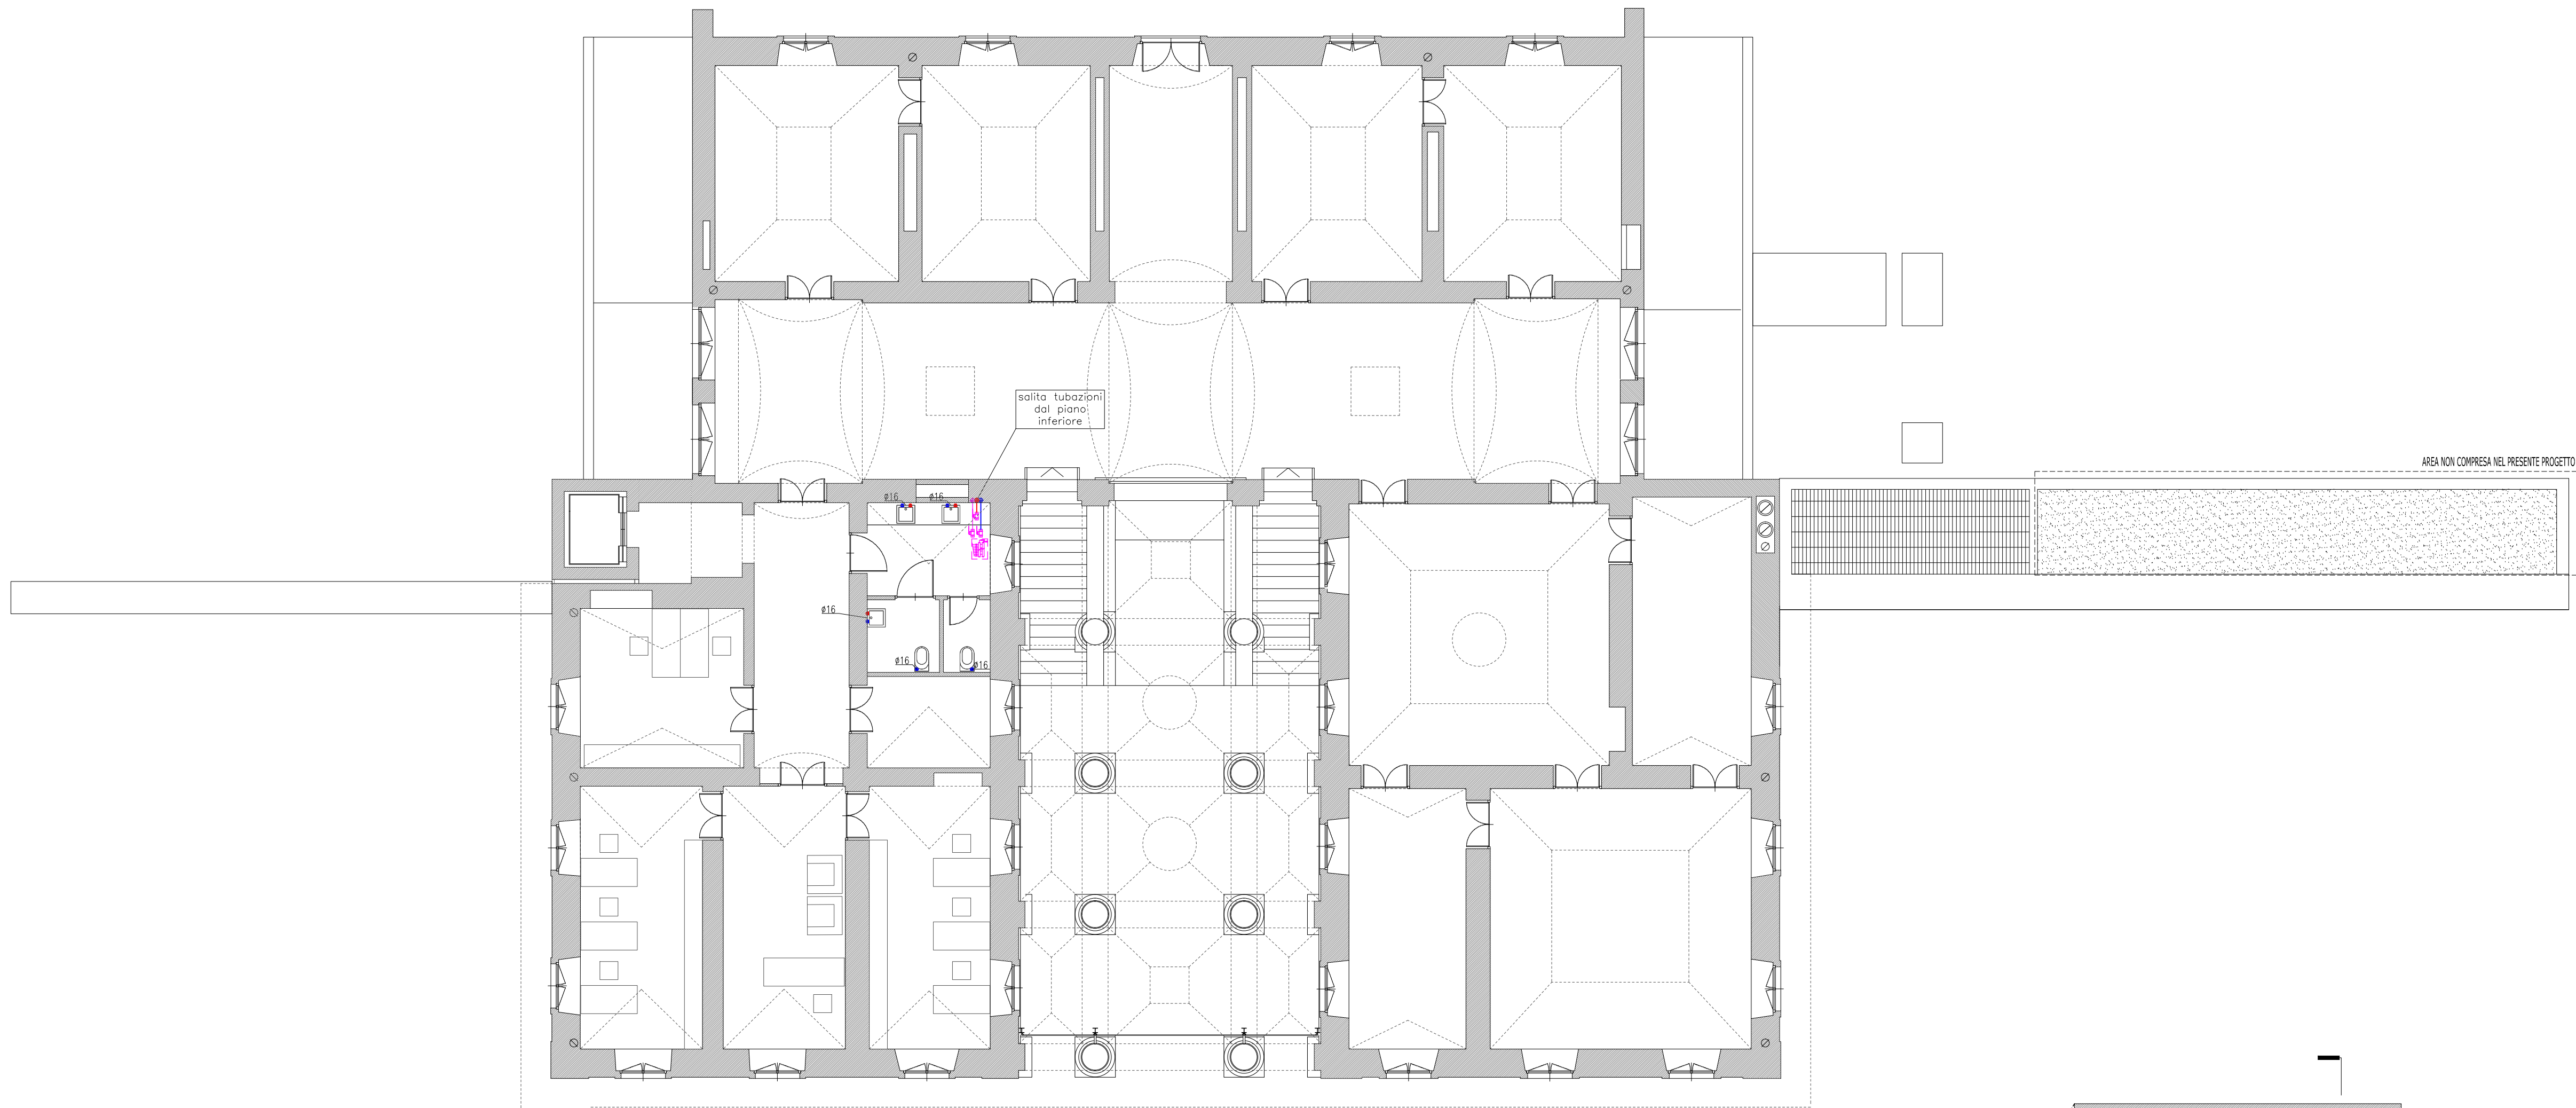 salita tubazioni
dal piano
inferiore
AREA NON COMPRESA NEL PRESENTE PROGETTO
Ø16
Ø16
Ø16
Ø16
Ø16